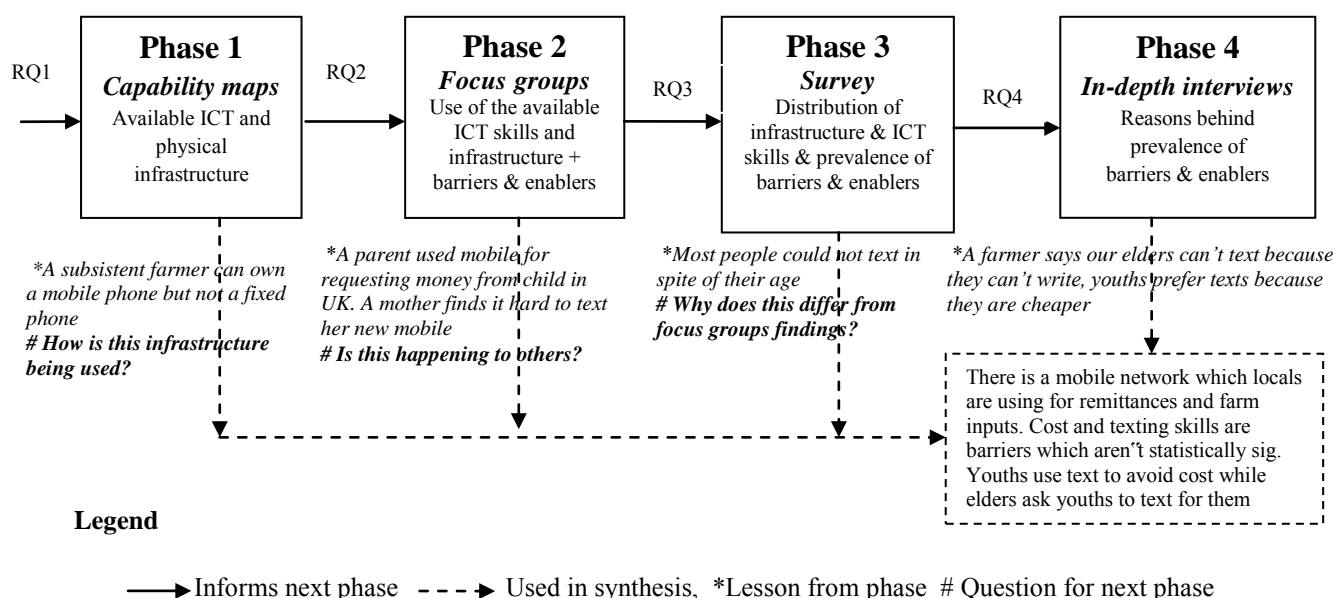 RQ1
Phase 1
Capability maps
Available ICT and
physical
infrastructure
RQ2
Phase 2
Focus groups
Use of the available
ICT skills and
infrastructure +
barriers & enablers
RQ3
Phase 3
Survey
Distribution of
infrastructure & ICT
skills & prevalence of
barriers & enablers
RQ4
Phase 4
In-depth interviews
Reasons behind
prevalence of
barriers & enablers
*A subsistent farmer can own
a mobile phone but not a fixed
phone
# How is this infrastructure
being used?
*A parent used mobile for
requesting money from child in
UK. A mother finds it hard to text
her new mobile
# Is this happening to others?
*Most people could not text in
spite of their age
# Why does this differ from
focus groups findings?
*A farmer says our elders can’t text because
they can’t write, youths prefer texts because
they are cheaper
There is a mobile network which locals
are using for remittances and farm
inputs. Cost and texting skills are
barriers which aren‟t statistically sig.
Youths use text to avoid cost while
elders ask youths to text for them
Legend
Informs next phase Used in synthesis, *Lesson from phase # Question for next phase